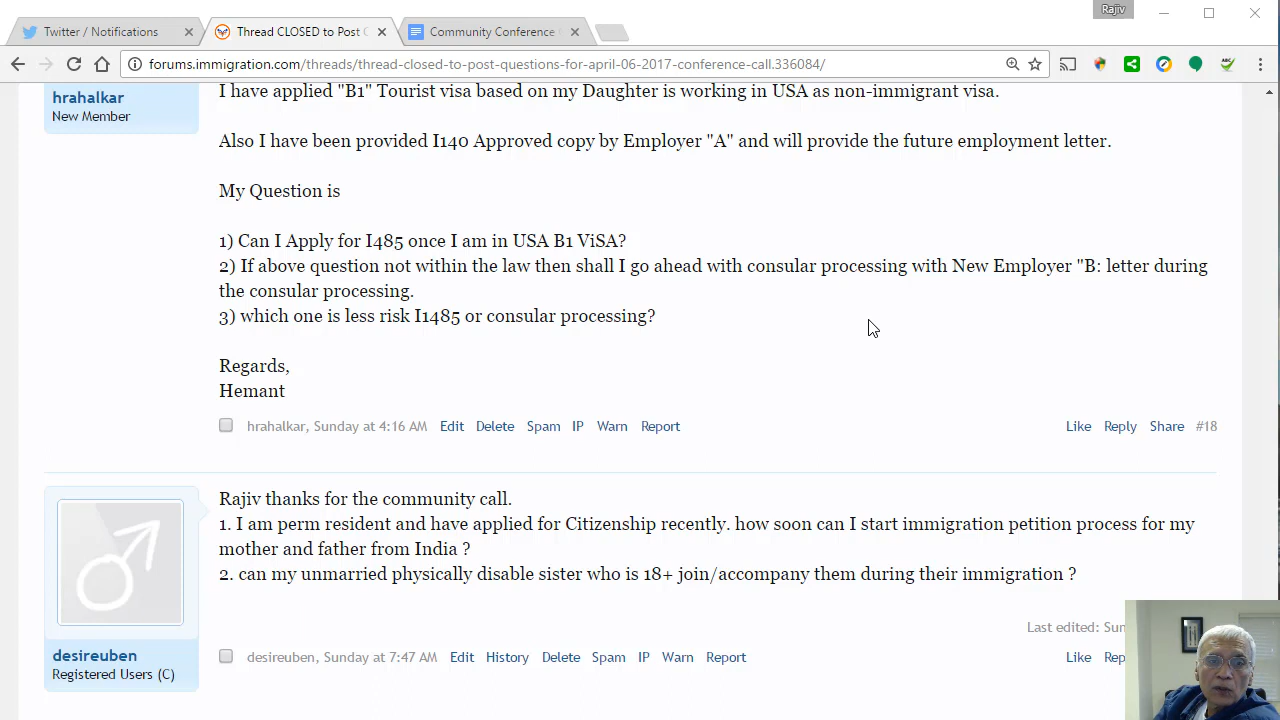 Rajiv
Twitter / Notifications
Thread CLOSED to Post
Community Conference
forums.immigration.com/threads/thread-closed-to-post-questions-for-april-06-2017-conference-call.336084/
ABC
hrahalkar
New Member
I have applied "B1" Tourist visa based on my Daughter is working in USA as non-immigrant visa.
Also I have been provided I140 Approved copy by Employer "A" and will provide the future employment letter.
My Question is
1) Can I Apply for I485 once I am in USA B1 ViSA?
2) If above question not within the law then shall I go ahead with consular processing with New Employer "B: letter during
the consular processing.
3) which one is less risk I1485 or consular processing?
Regards,
Hemant
hrahalkar, Sunday at 4:16 AM Edit Delete Spam IP Warn Report Like Reply Share #18
Rajiv thanks for the community call.
1. I am perm resident and have applied for Citizenship recently. how soon can I start immigration petition process for my
mother and father from India ?
2. can my unmarried physically disable sister who is 18+ join/accompany them during their immigration ?
Last edited: Sun
desireuben
Registered Users (C)
desireuben, Sunday at 7:47 AM Edit History Delete Spam IP Warn Report Like Rep